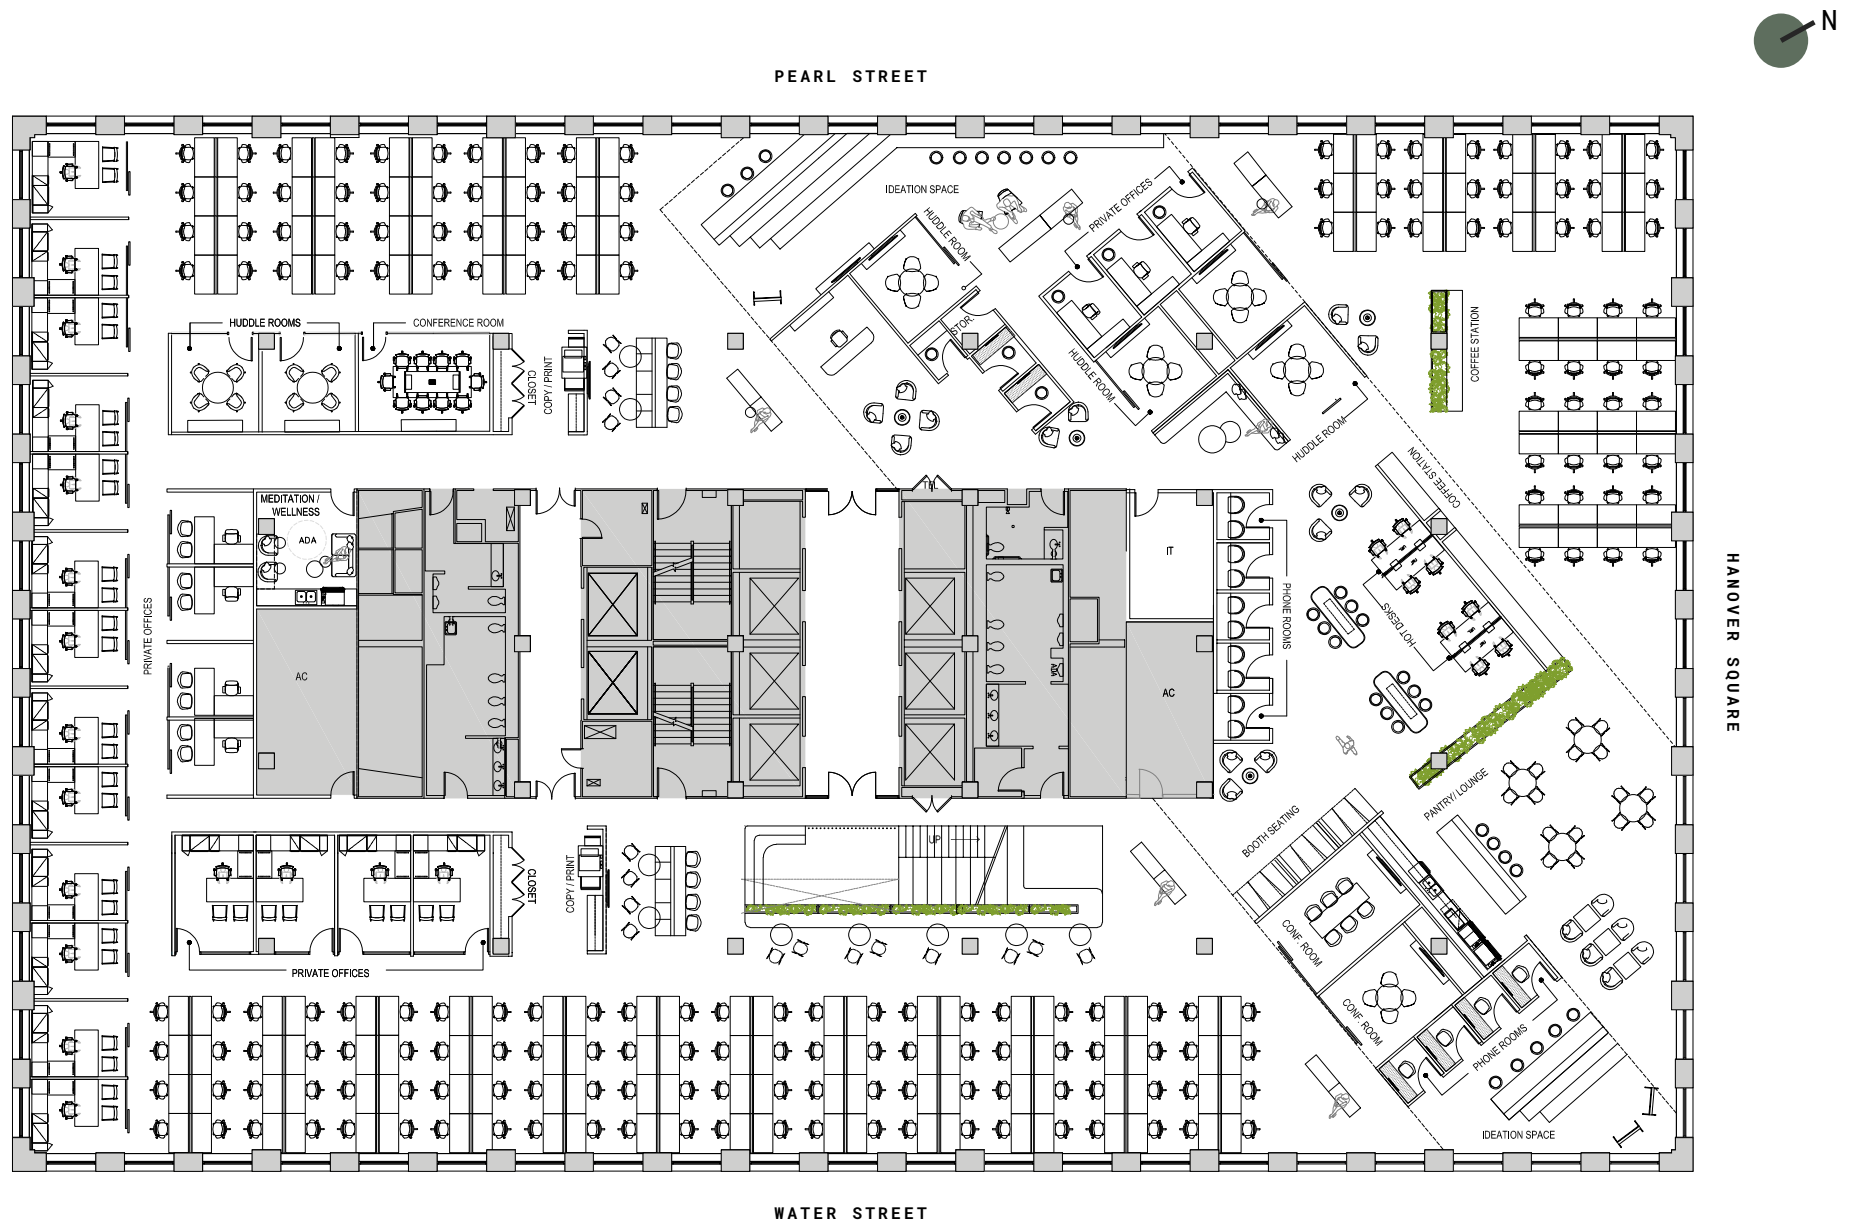 N
PEARL STREET
IDEATION SPACE
PRIVATE OFFICES
HUDDLE ROOM
HUDDLE ROOMS
CONFERENCE ROOM
STOR.
COFFEE STATION
CLOSET
COPY / PRINT
HUDDLE ROOM
HUDDLE ROOM
COFFEE STATION
TEL
MEDITATION /
WELLNESS
ADA
IT
PHONE ROOMS
HOT DESKS
PRIVATE OFFICES
HANOVER SQUARE
ADA
AC
AC
PANTRY/ LOUNGE
BOOTH SEATING
UP
CLOSET
COPY / PRINT
CONF. ROOM
PRIVATE OFFICES
CONF. ROOM
PHONE ROOMS
IDEATION SPACE
WATER STREET